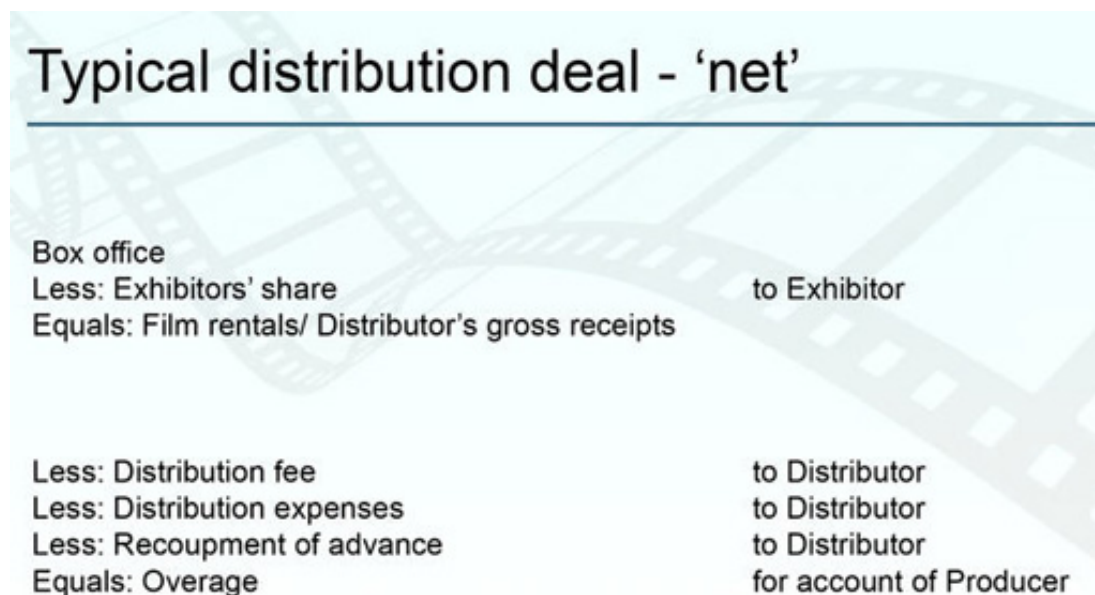 Typical distribution deal - ‘net’
Box office
Less: Exhibitors’ share to Exhibitor
Equals: Film rentals/ Distributor’s gross receipts
Less: Distribution fee to Distributor
Less: Distribution expenses to Distributor
Less: Recoupment of advance to Distributor
Equals: Overage for account of Producer